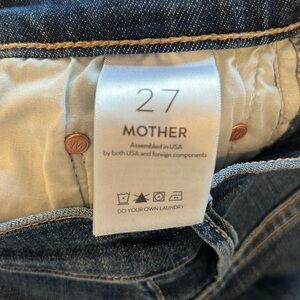 27
MOTHER
Assembled in USA
by both USA and foreign components
DO YOUR OWN LAUNDRY